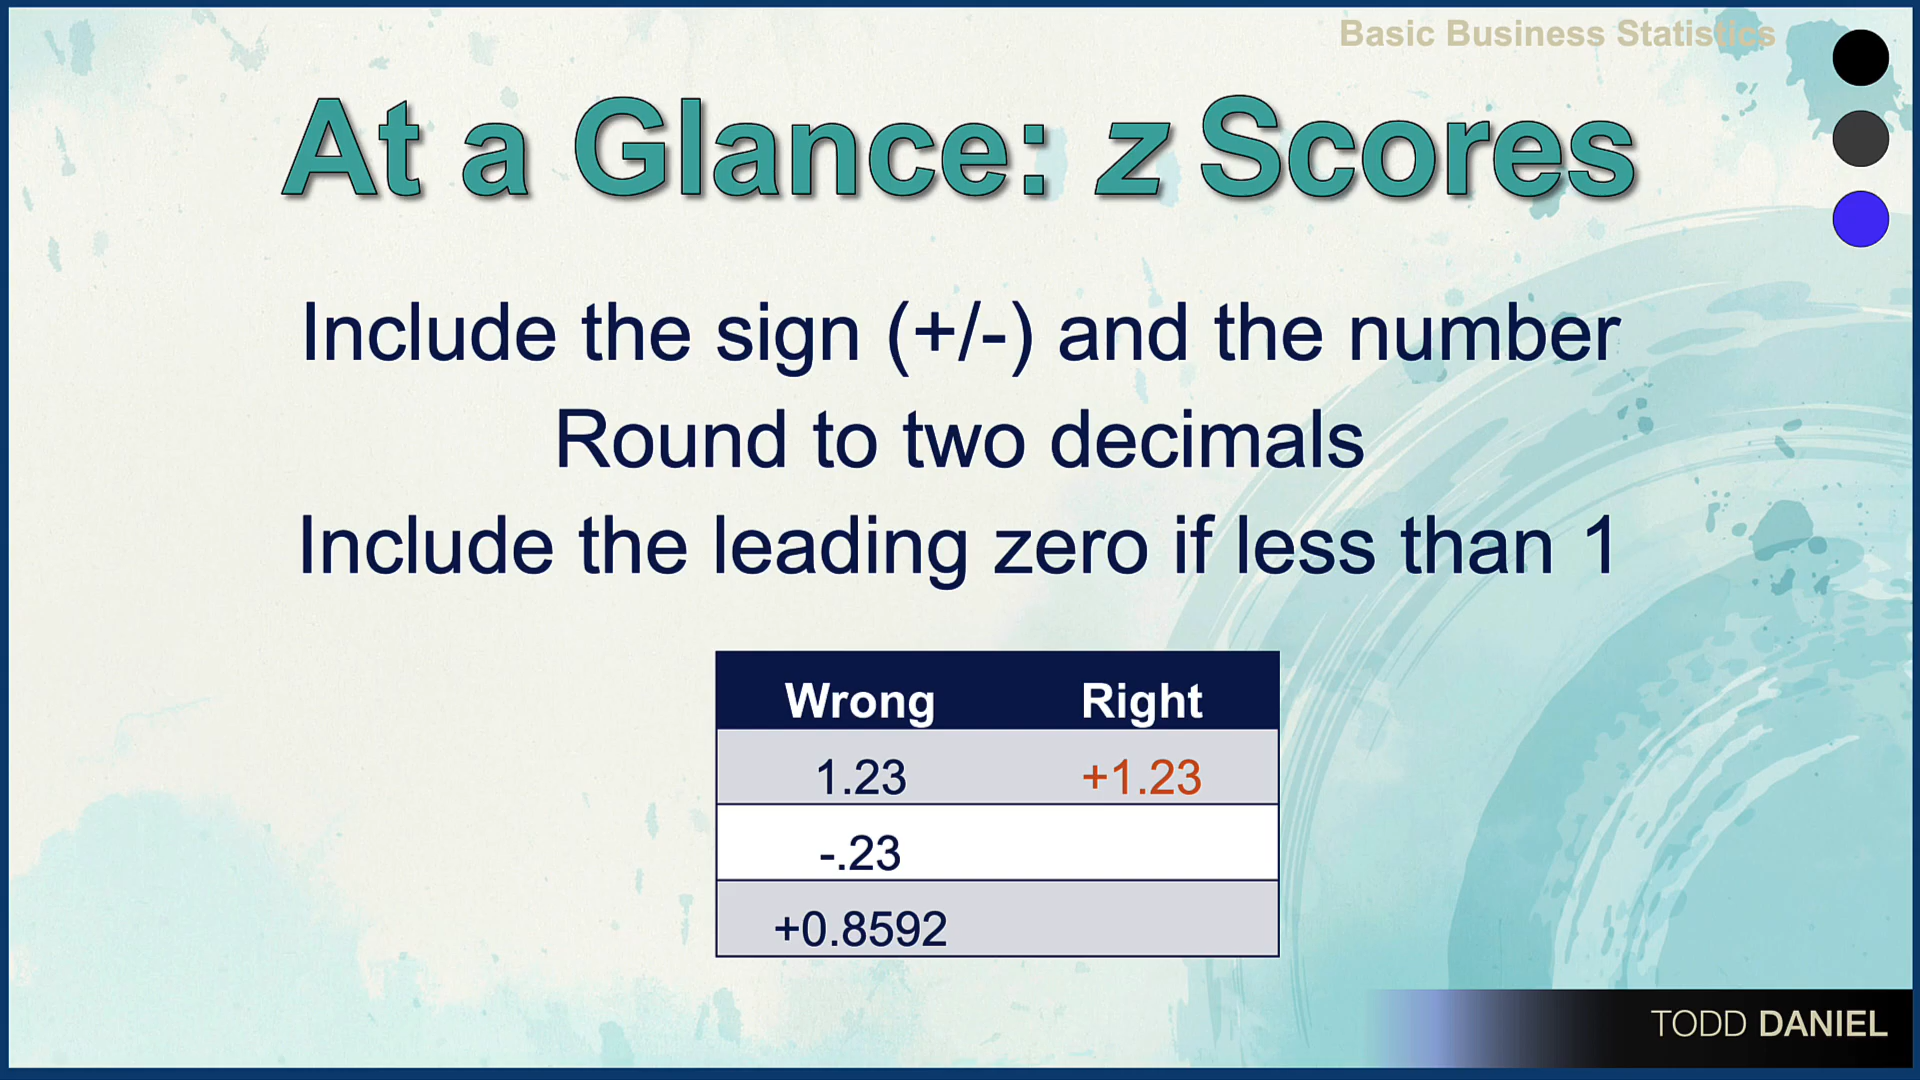 Basic Business Statistics
At a Glance: z Scores
Include the sign (+/-) and the number
Round to two decimals
Include the leading zero if less than 1
Wrong Right
1.23 +1.23
-.23
+0.8592
TODD DANIEL